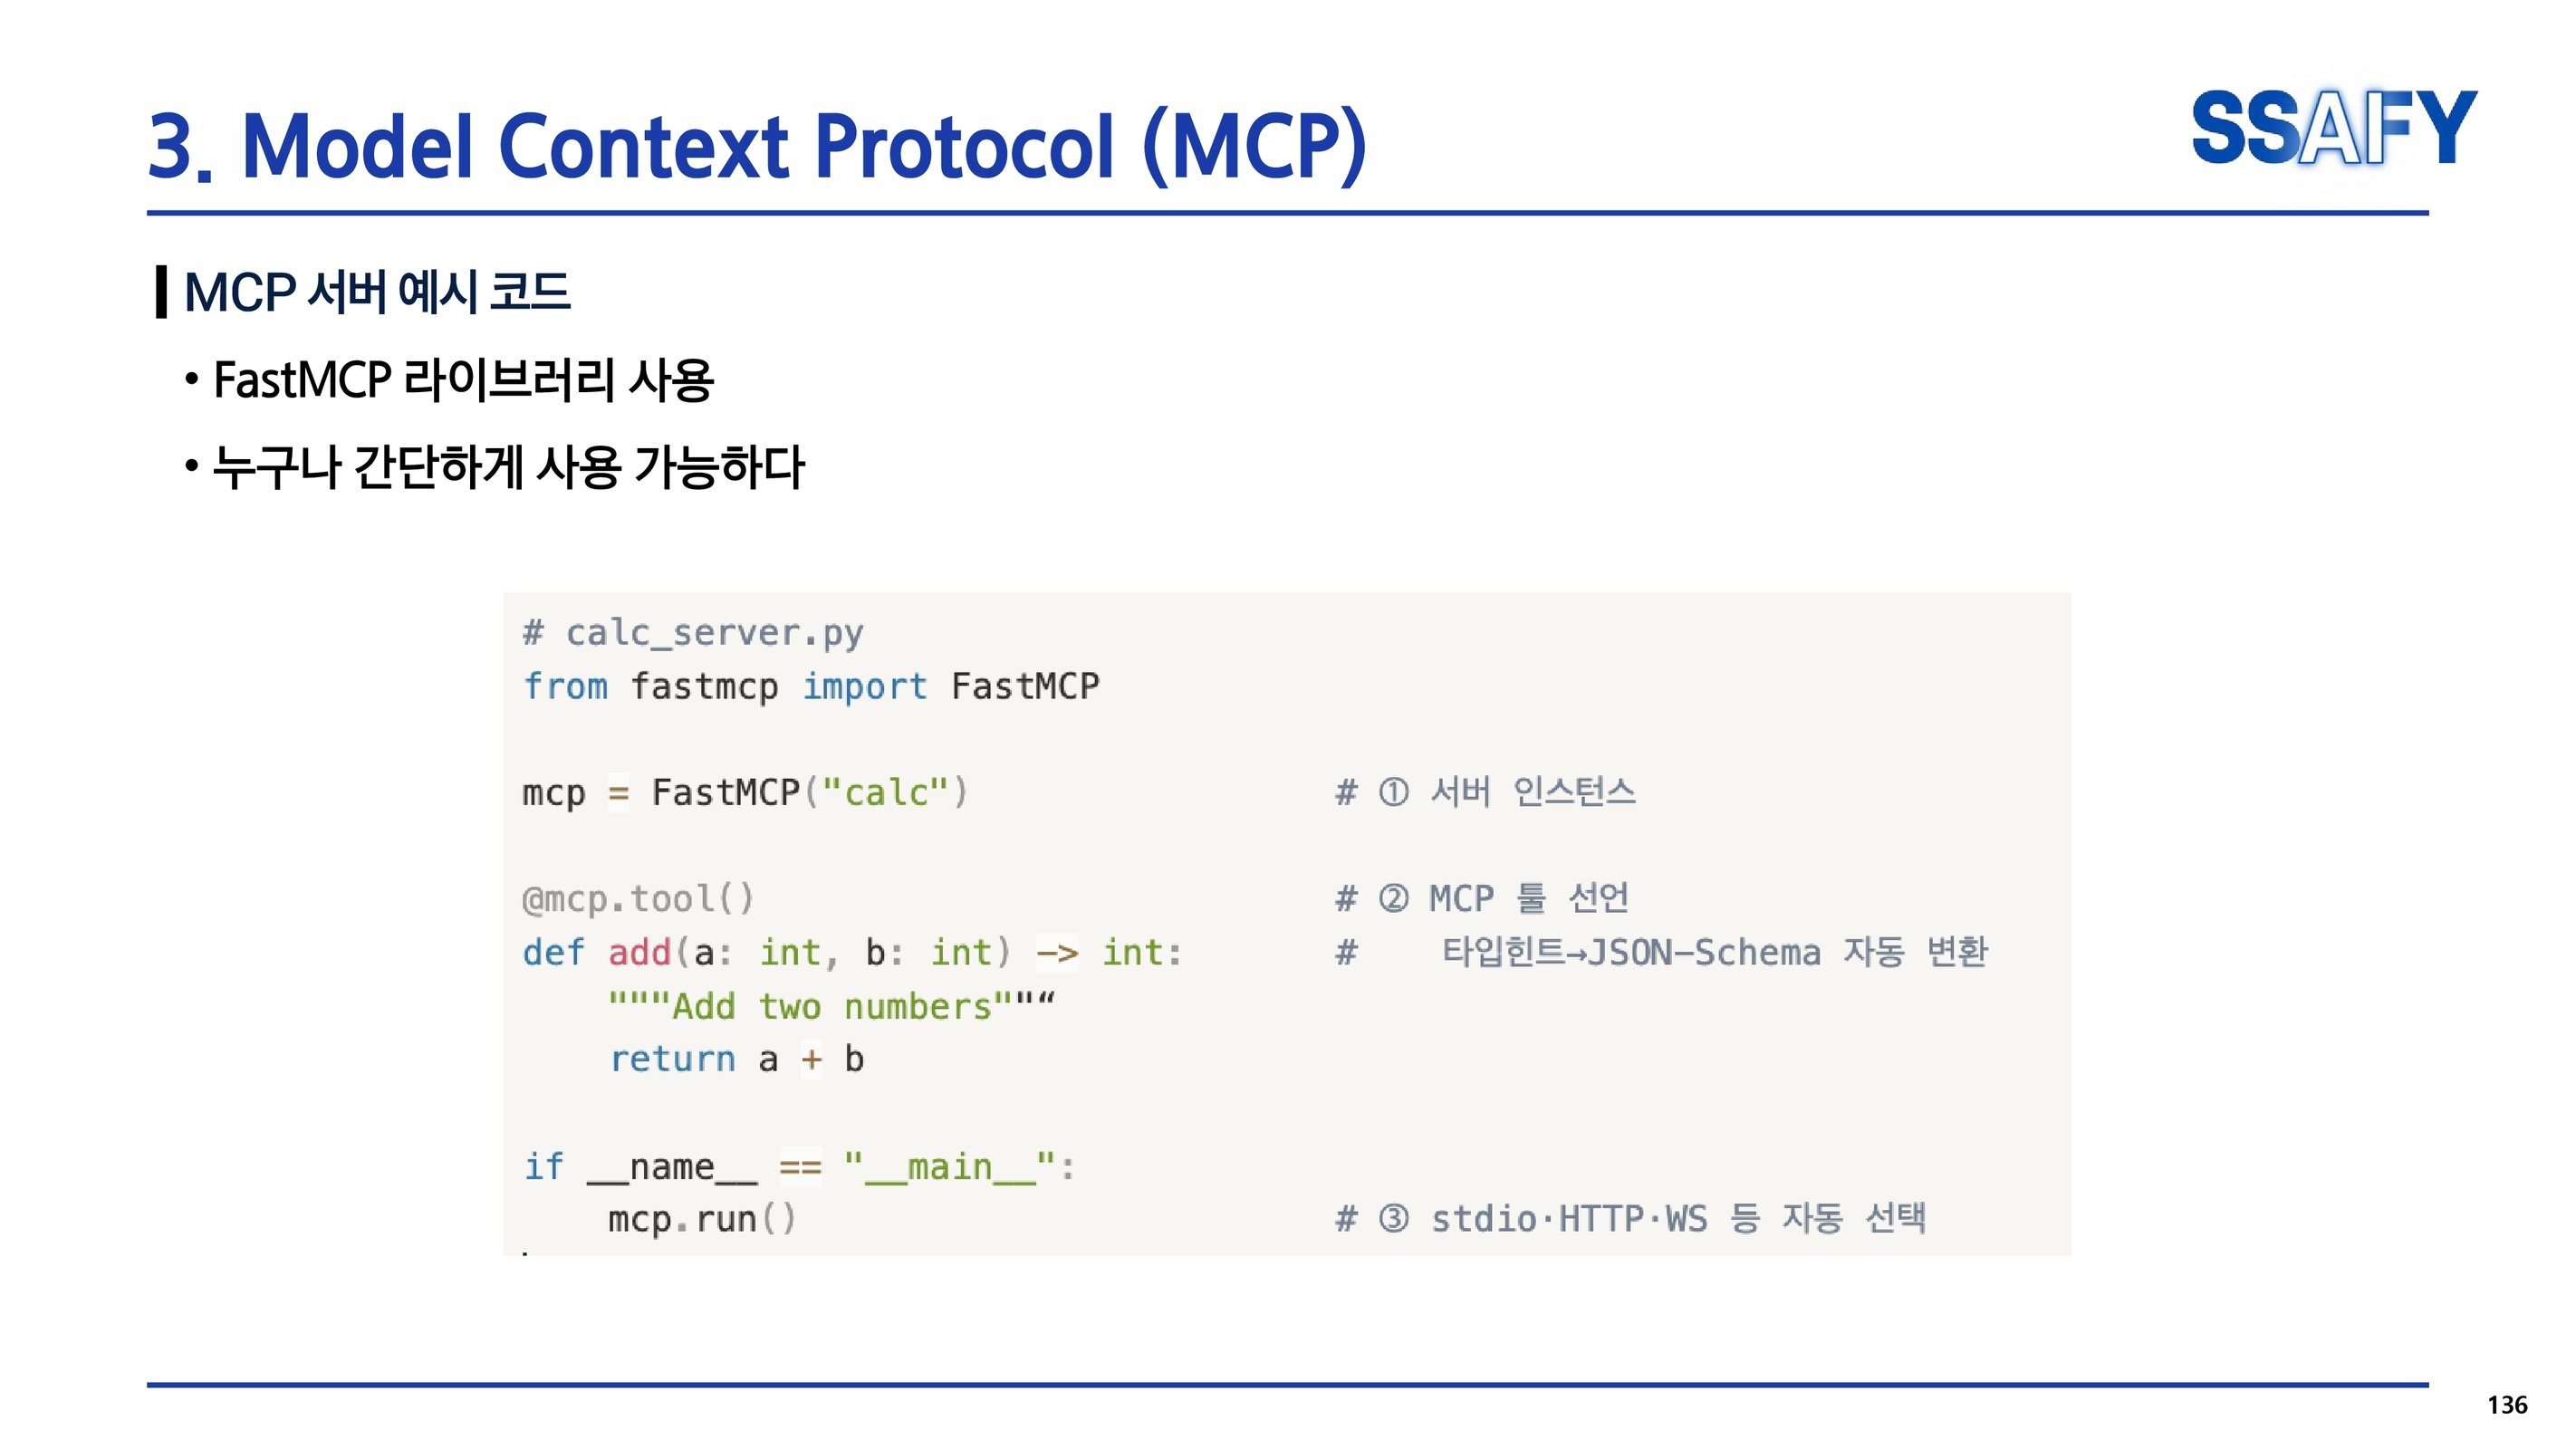 3. Model Context Protocol (MCP)
SSAFY
MCP 서버 예시 코드
• FastMCP 라이브러리 사용
• 누구나 간단하게 사용 가능하다
# calc_server.py
from fastmcp import FastMCP
mcp = FastMCP("calc") # ① 서버 인스턴스
@mcp.tool() # ② MCP 툴 선언
def add(a: int, b: int) -> int: # 타입힌트→JSON-Schema 자동 변환
"""Add two numbers""“
return a + b
if __name__ == "__main__":
mcp.run() # ③ stdio·HTTP·WS 등 자동 선택
136